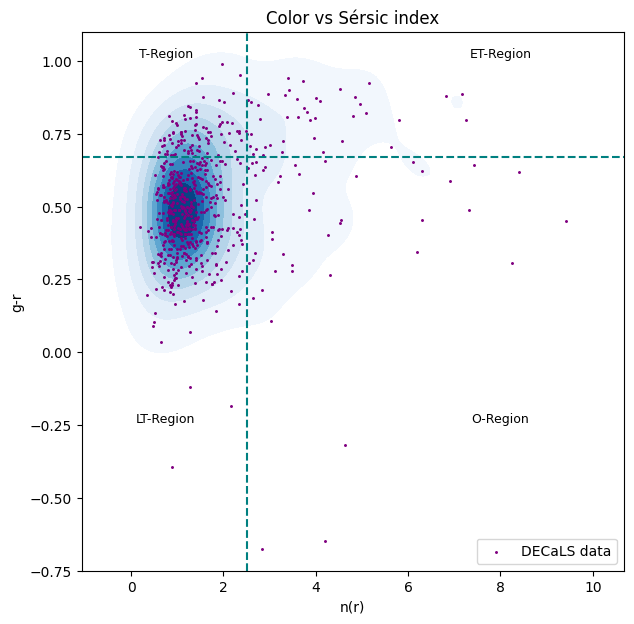 Color vs Sérsic index
T-Region
ET-Region
LT-Region
O-Region
1.00
0.75
0.50
0.25
0.00
−0.25
−0.50
−0.75
g-r
DECaLS data
0
2
4
6
8
10
n(r)